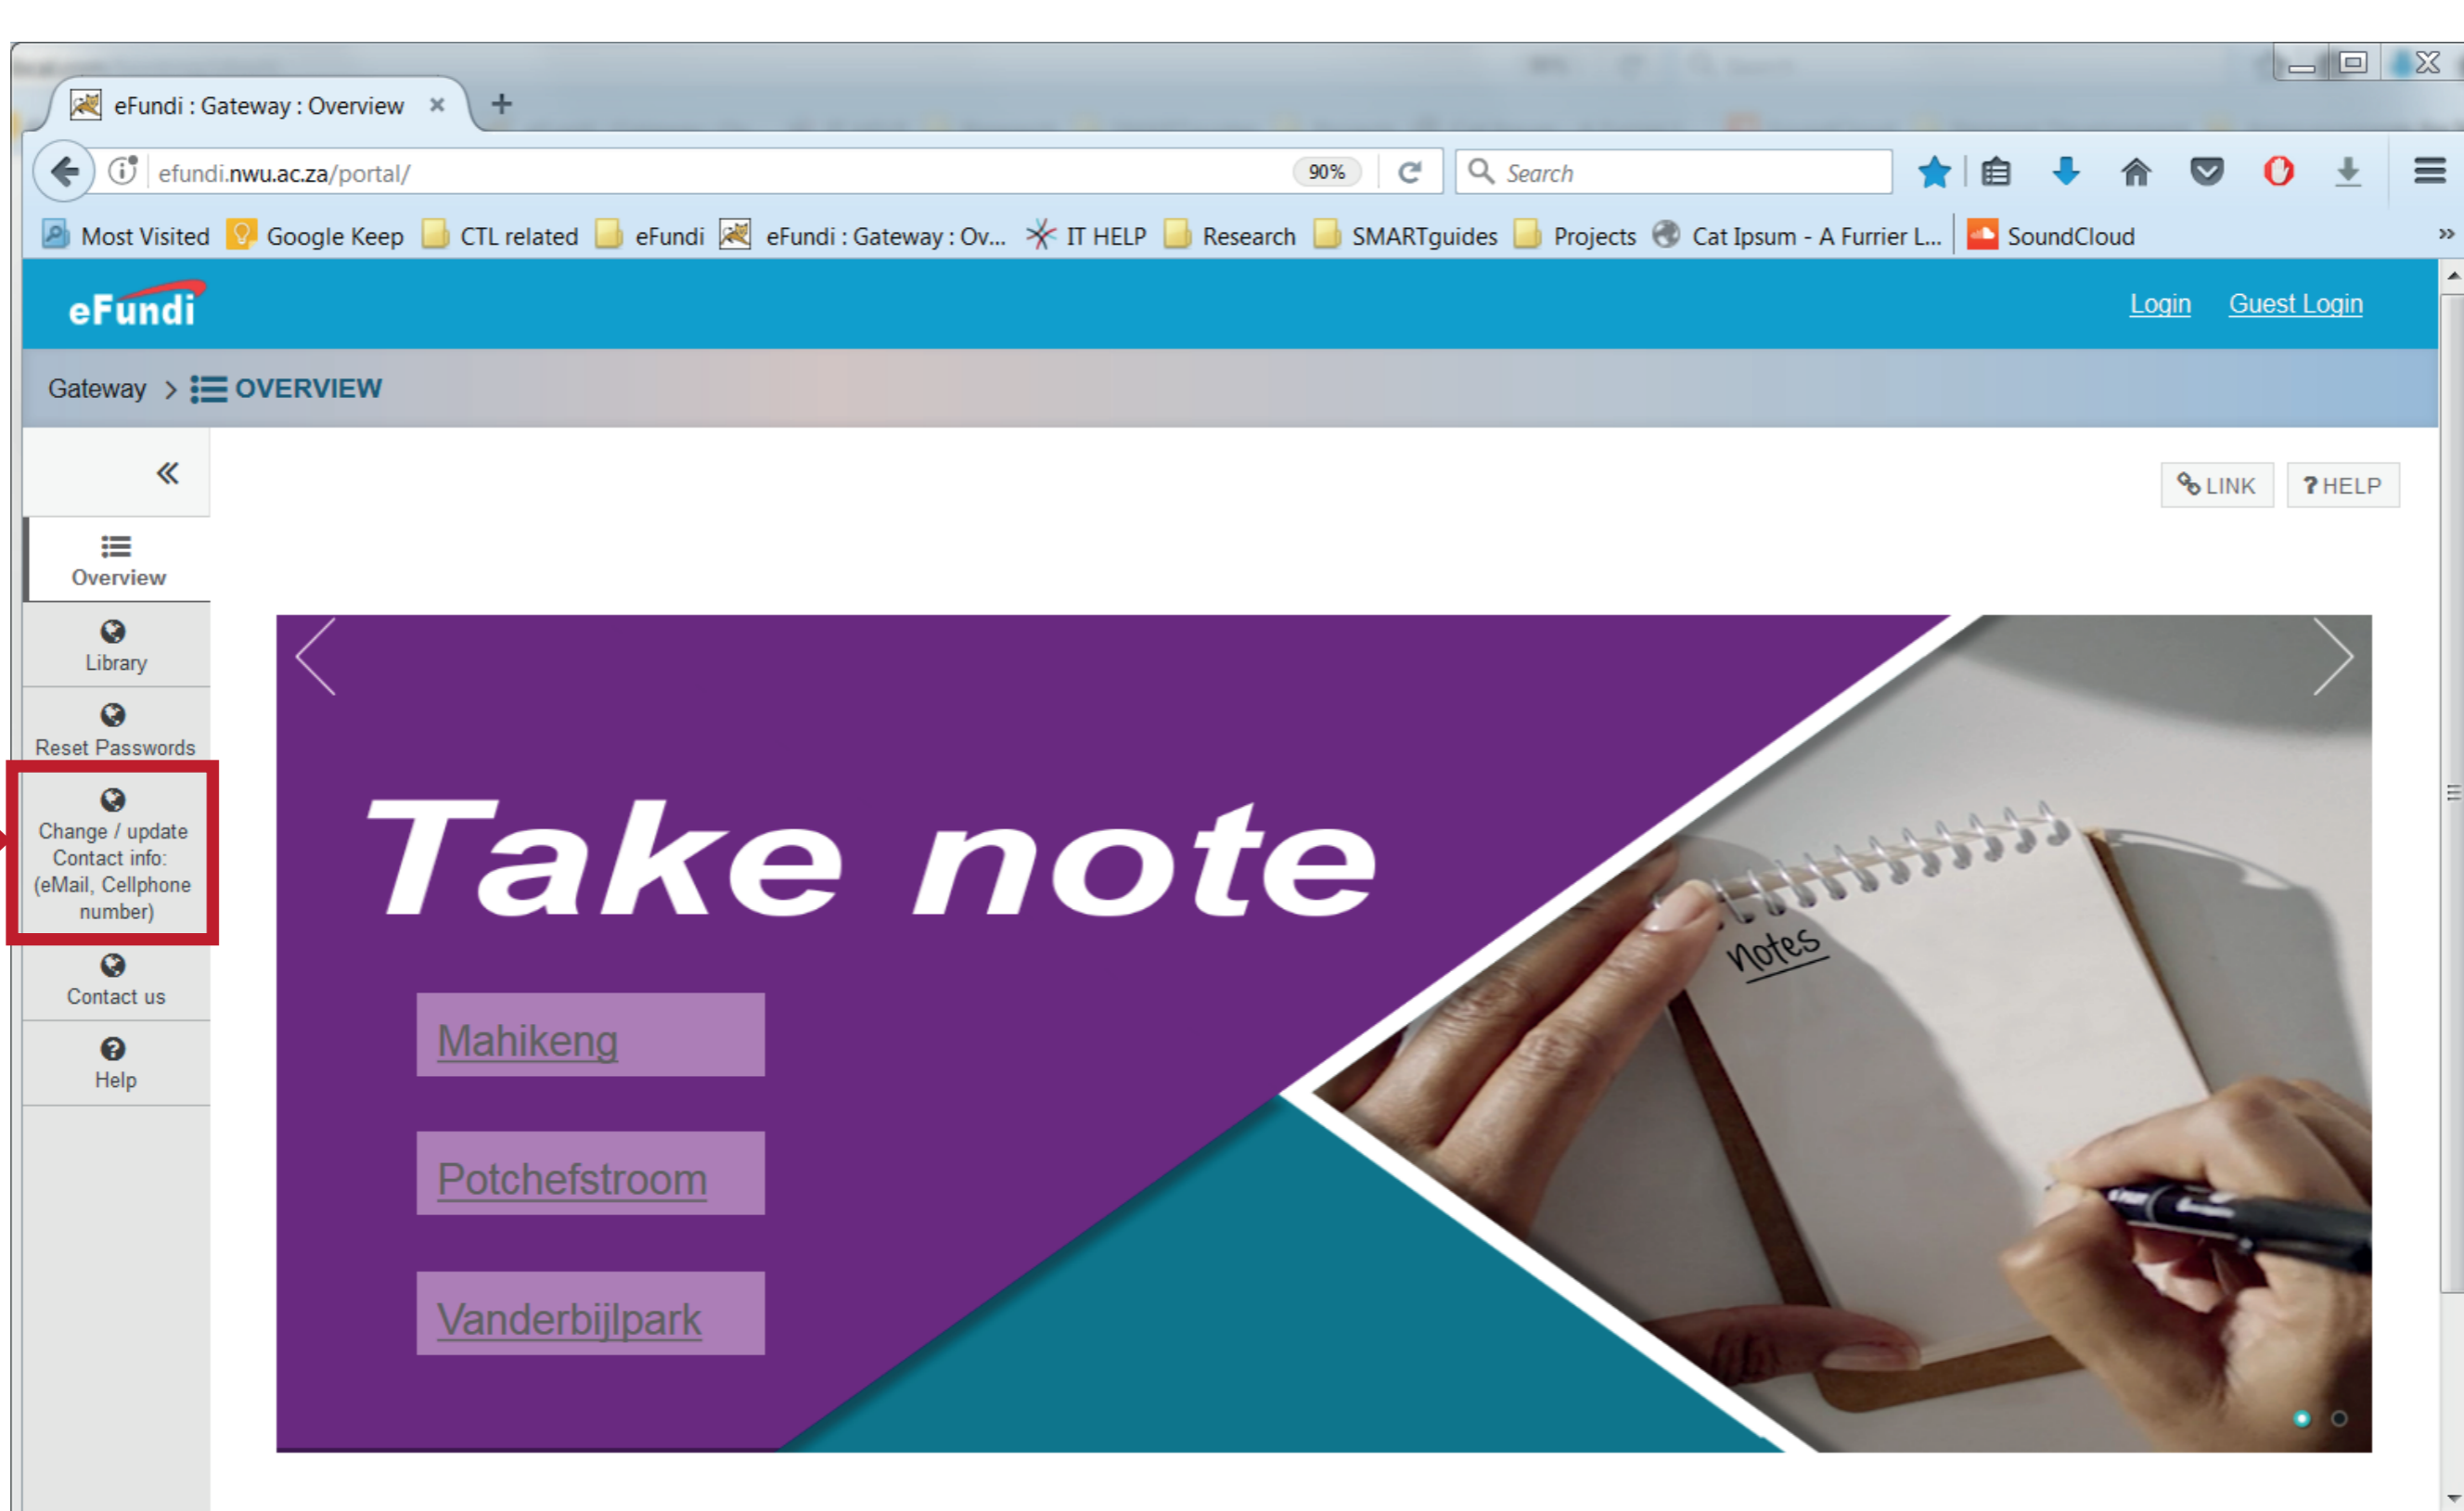 eFundi : Gateway : Overview
efundi.nwu.ac.za/portal/
90%
Search
Most Visited
Google Keep
CTL related
eFundi
eFundi : Gateway : Ov...
IT HELP
Research
SMARTguides
Projects
Cat Ipsum - A Furrier L...
SoundCloud
eFundi
Login
Guest Login
Gateway > OVERVIEW
LINK
? HELP
Overview
Library
Reset Passwords
Change / update
Contact info:
(eMail, Cellphone
number)
Contact us
Help
Take note
Mahikeng
Potchefstroom
Vanderbijlpark
Notes